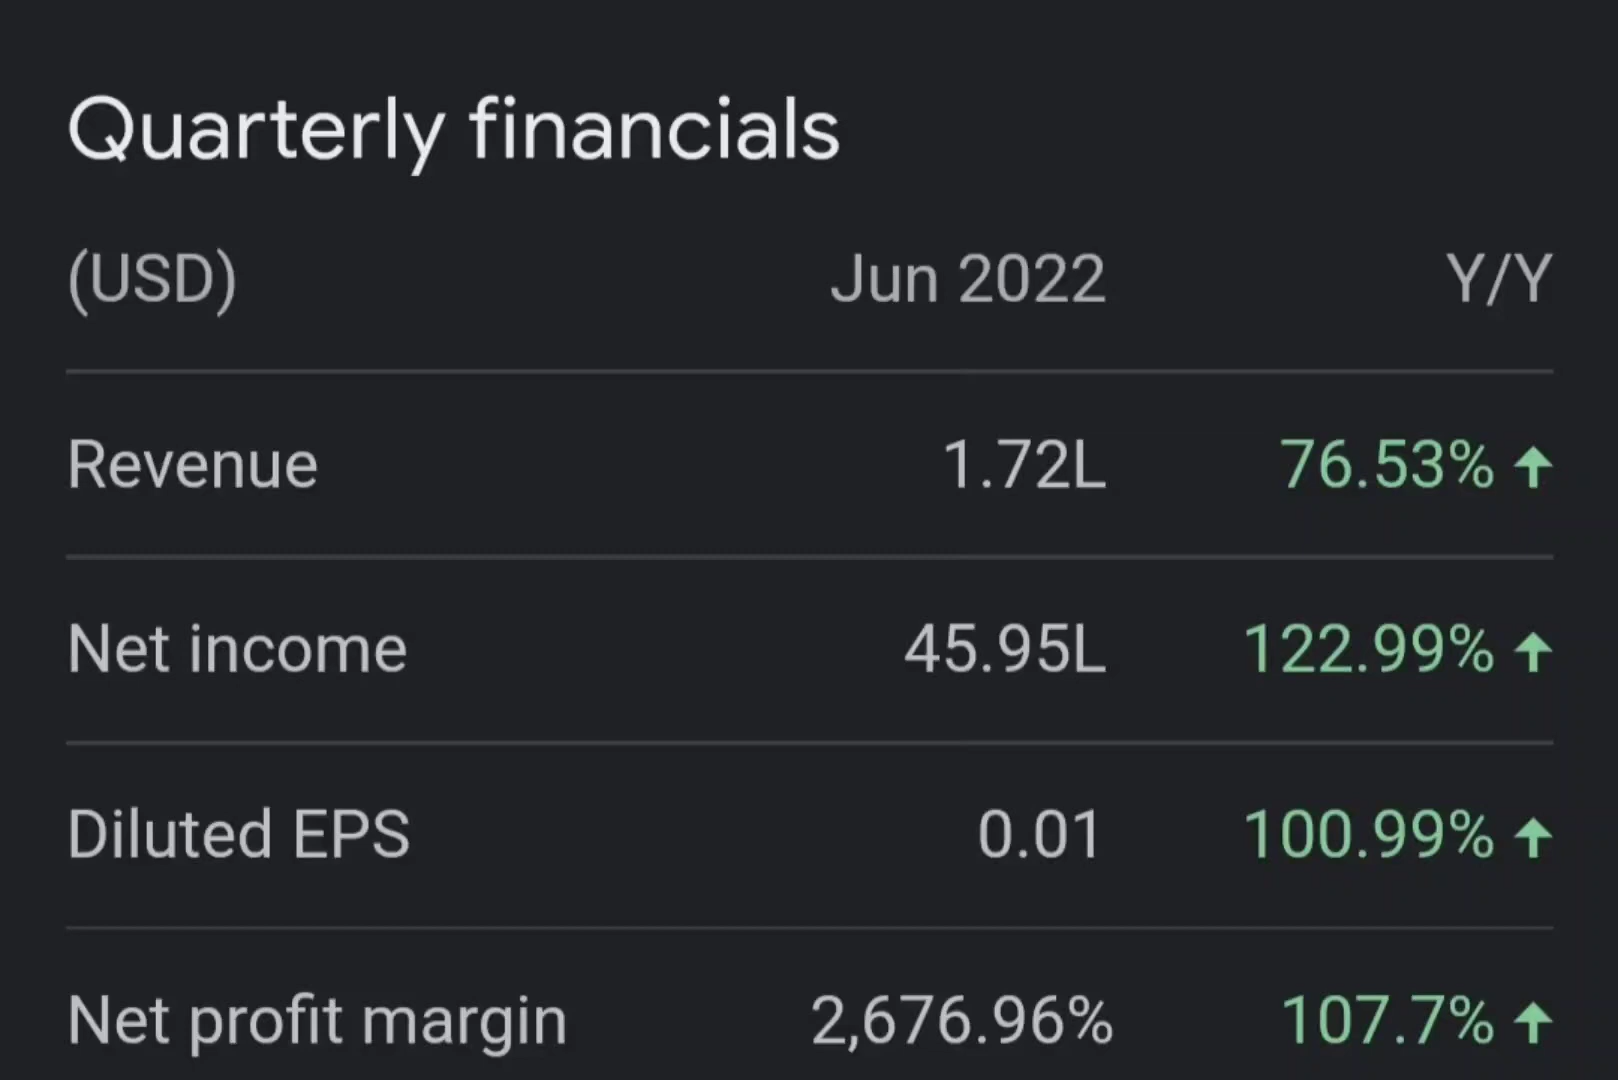 Quarterly financials
(USD) Jun 2022 Y/Y
Revenue 1.72L 76.53% ↑
Net income 45.95L 122.99% ↑
Diluted EPS 0.01 100.99% ↑
Net profit margin 2,676.96% 107.7% ↑